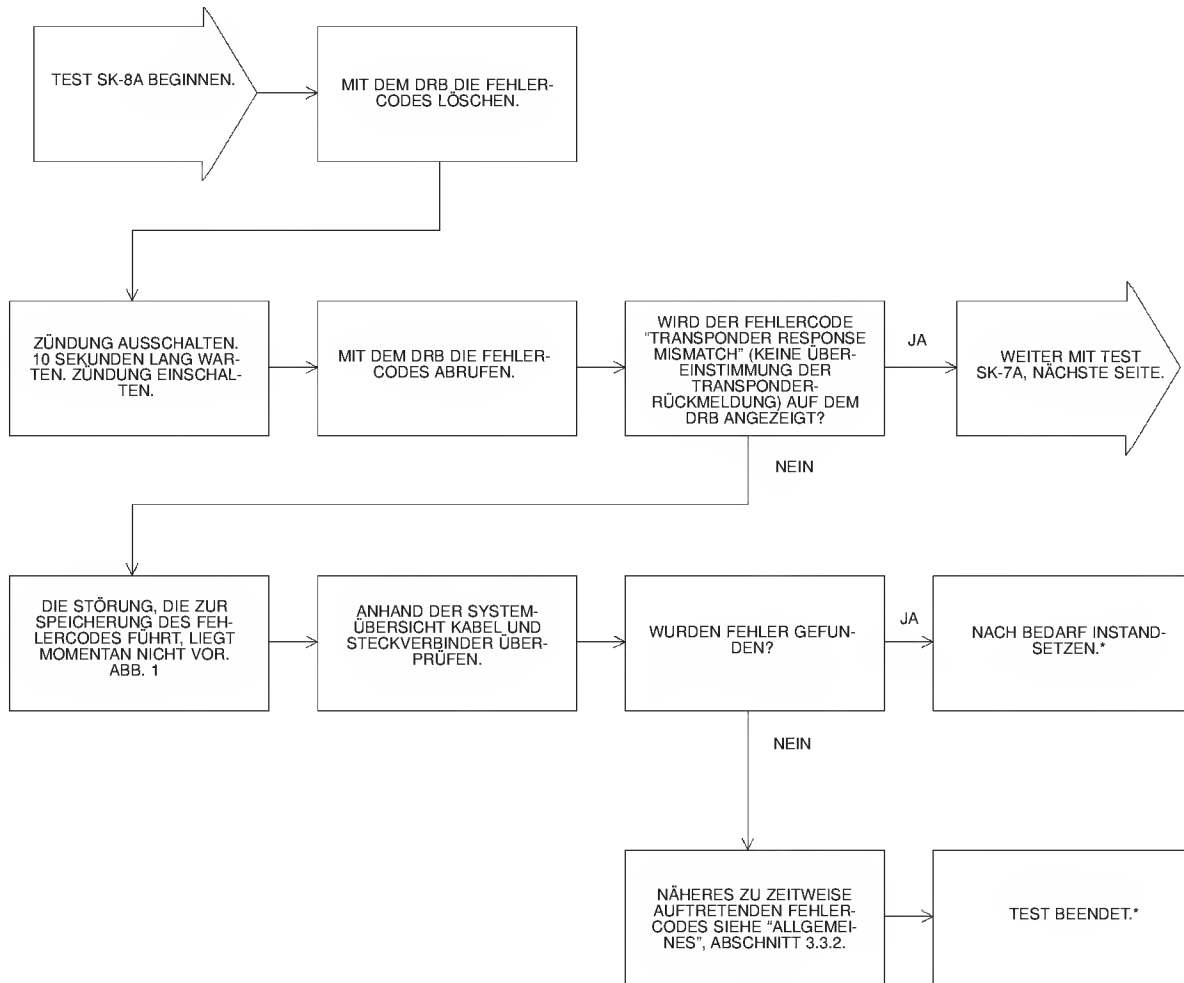 TEST SK-8A BEGINNEN.
MIT DEM DRB DIE FEHLER-
CODES LÖSCHEN.
ZÜNDUNG AUSSCHALTEN.
10 SEKUNDEN LANG WAR-
TEN. ZÜNDUNG EINSCHAL-
TEN.
MIT DEM DRB DIE FEHLER-
CODES ABRUFEN.
WIRD DER FEHLERCODE
"TRANSPONDER RESPONSE
MISMATCH" (KEINE ÜBER-
EINSTIMMUNG DER
TRANSPONDER-
RÜCKMELDUNG) AUF DEM
DRB ANGEZEIGT?
JA
WEITER MIT TEST
SK-7A, NÄCHSTE SEITE.
NEIN
DIE STÖRUNG, DIE ZUR
SPEICHERUNG DES FEH-
LERCODES FÜHRT, LIEGT
MOMENTAN NICHT VOR.
ABB. 1
ANHAND DER SYSTEM-
ÜBERSICHT KABEL UND
STECKVERBINDER ÜBER-
PRÜFEN.
WURDEN FEHLER GEFUN-
DEN?
JA
NACH BEDARF INSTAND-
SETZEN.*
NEIN
NÄHERES ZU ZEITWEISE
AUFTRETENDEN FEHLER-
CODES SIEHE “ALLGEMEI-
NES”, ABSCHNITT 3.3.2.
TEST BEENDET.*